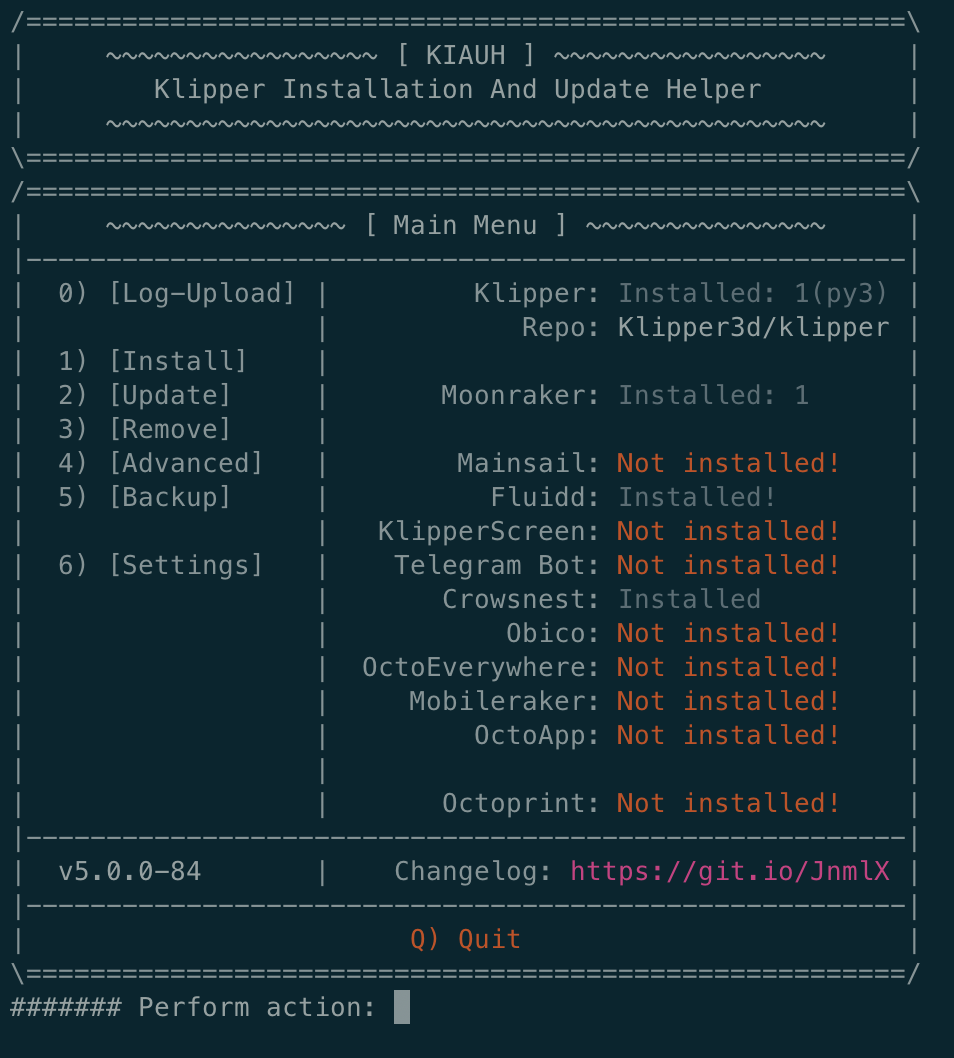 /=======================================================\
|     ~~~~~~~~~~~~~~~~~ [ KIAUH ] ~~~~~~~~~~~~~~~~~     |
|        Klipper Installation And Update Helper         |
|     ~~~~~~~~~~~~~~~~~~~~~~~~~~~~~~~~~~~~~~~~~~~~~     |
\=======================================================/
/=======================================================\
|     ~~~~~~~~~~~~~~~ [ Main Menu ] ~~~~~~~~~~~~~~~     |
|-------------------------------------------------------|
|  0) [Log-Upload] |         Klipper: Installed: 1(py3) |
|                  |            Repo: Klipper3d/klipper |
|  1) [Install]    |                                    |
|  2) [Update]     |       Moonraker: Installed: 1      |
|  3) [Remove]     |                                    |
|  4) [Advanced]   |        Mainsail: Not installed!    |
|  5) [Backup]     |          Fluidd: Installed!        |
|                  |   KlipperScreen: Not installed!    |
|  6) [Settings]   |    Telegram Bot: Not installed!    |
|                  |       Crowsnest: Installed         |
|                  |           Obico: Not installed!    |
|                  |  OctoEverywhere: Not installed!    |
|                  |     Mobileraker: Not installed!    |
|                  |         OctoApp: Not installed!    |
|                  |                                    |
|                  |       Octoprint: Not installed!    |
|-------------------------------------------------------|
|  v5.0.0-84       |    Changelog: https://git.io/JnmlX |
|-------------------------------------------------------|
|                        Q) Quit                        |
\=======================================================/
####### Perform action: